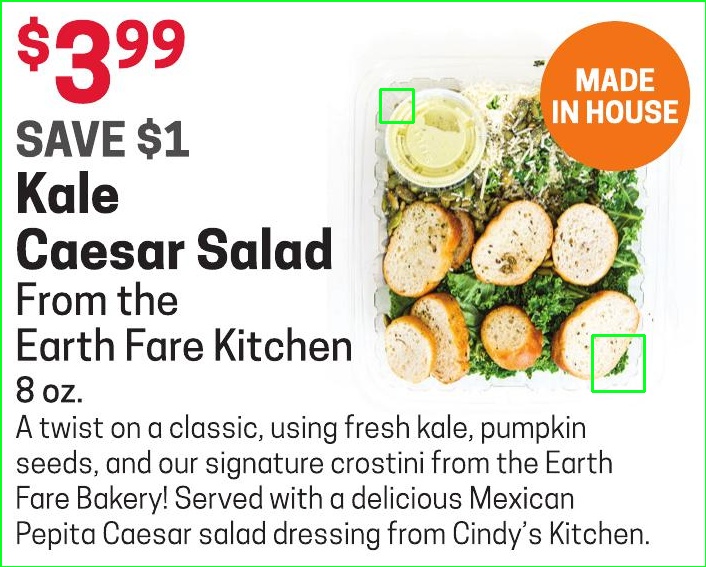 $3.99
SAVE $1
Kale
Caesar Salad
From the
Earth Fare Kitchen
8 oz.
A twist on a classic, using fresh kale, pumpkin
seeds, and our signature crostini from the Earth
Fare Bakery! Served with a delicious Mexican
Pepita Caesar salad dressing from Cindy's Kitchen.
MADE
IN HOUSE